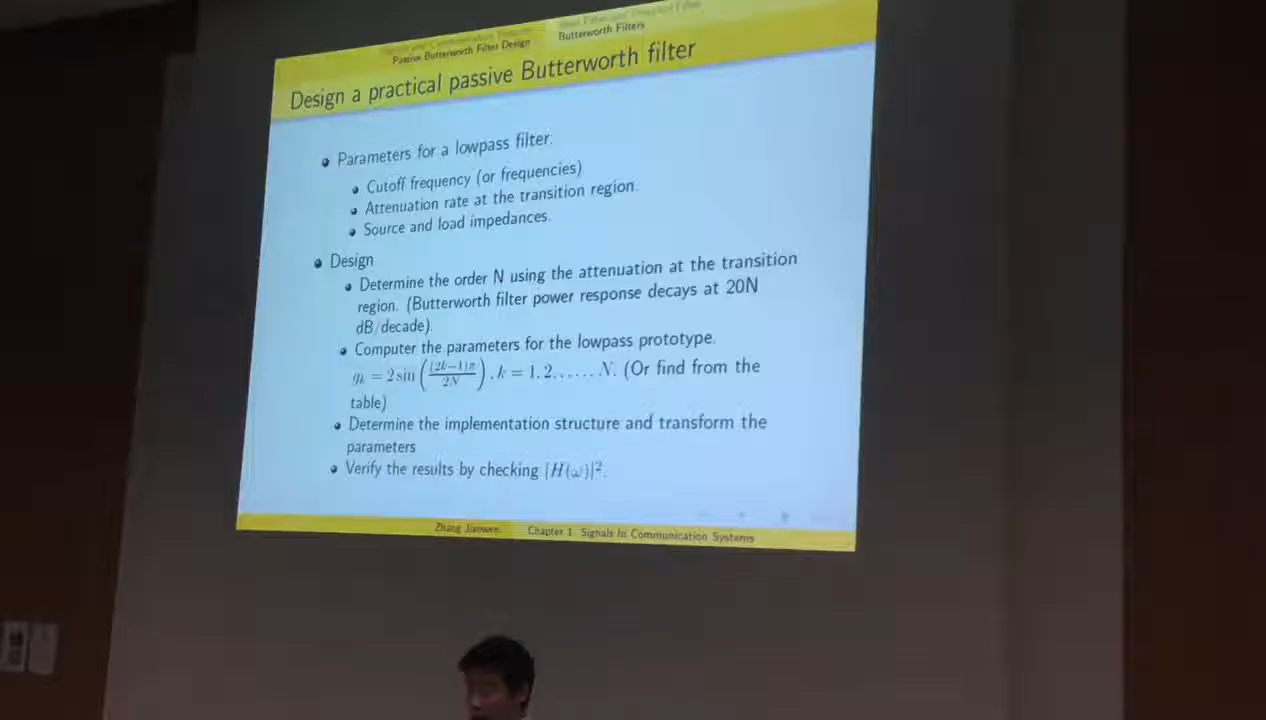 Passive Butterworth Filter Design
Butterworth Filters
Design a practical passive Butterworth filter
Parameters for a lowpass filter:
Cutoff frequency (or frequencies)
Attenuation rate at the transition region.
Source and load impedances.
Design
Determine the order N using the attenuation at the transition
region. (Butterworth filter power response decays at 20N
dB/decade).
Computer the parameters for the lowpass prototype.
gk = 2 sin((2k−1)π/2N), k = 1, 2, ......, N. (Or find from the
table)
Determine the implementation structure and transform the
parameters
Verify the results by checking |H(ω)|².
Zhang Chapter 1 Signals In Communication Systems